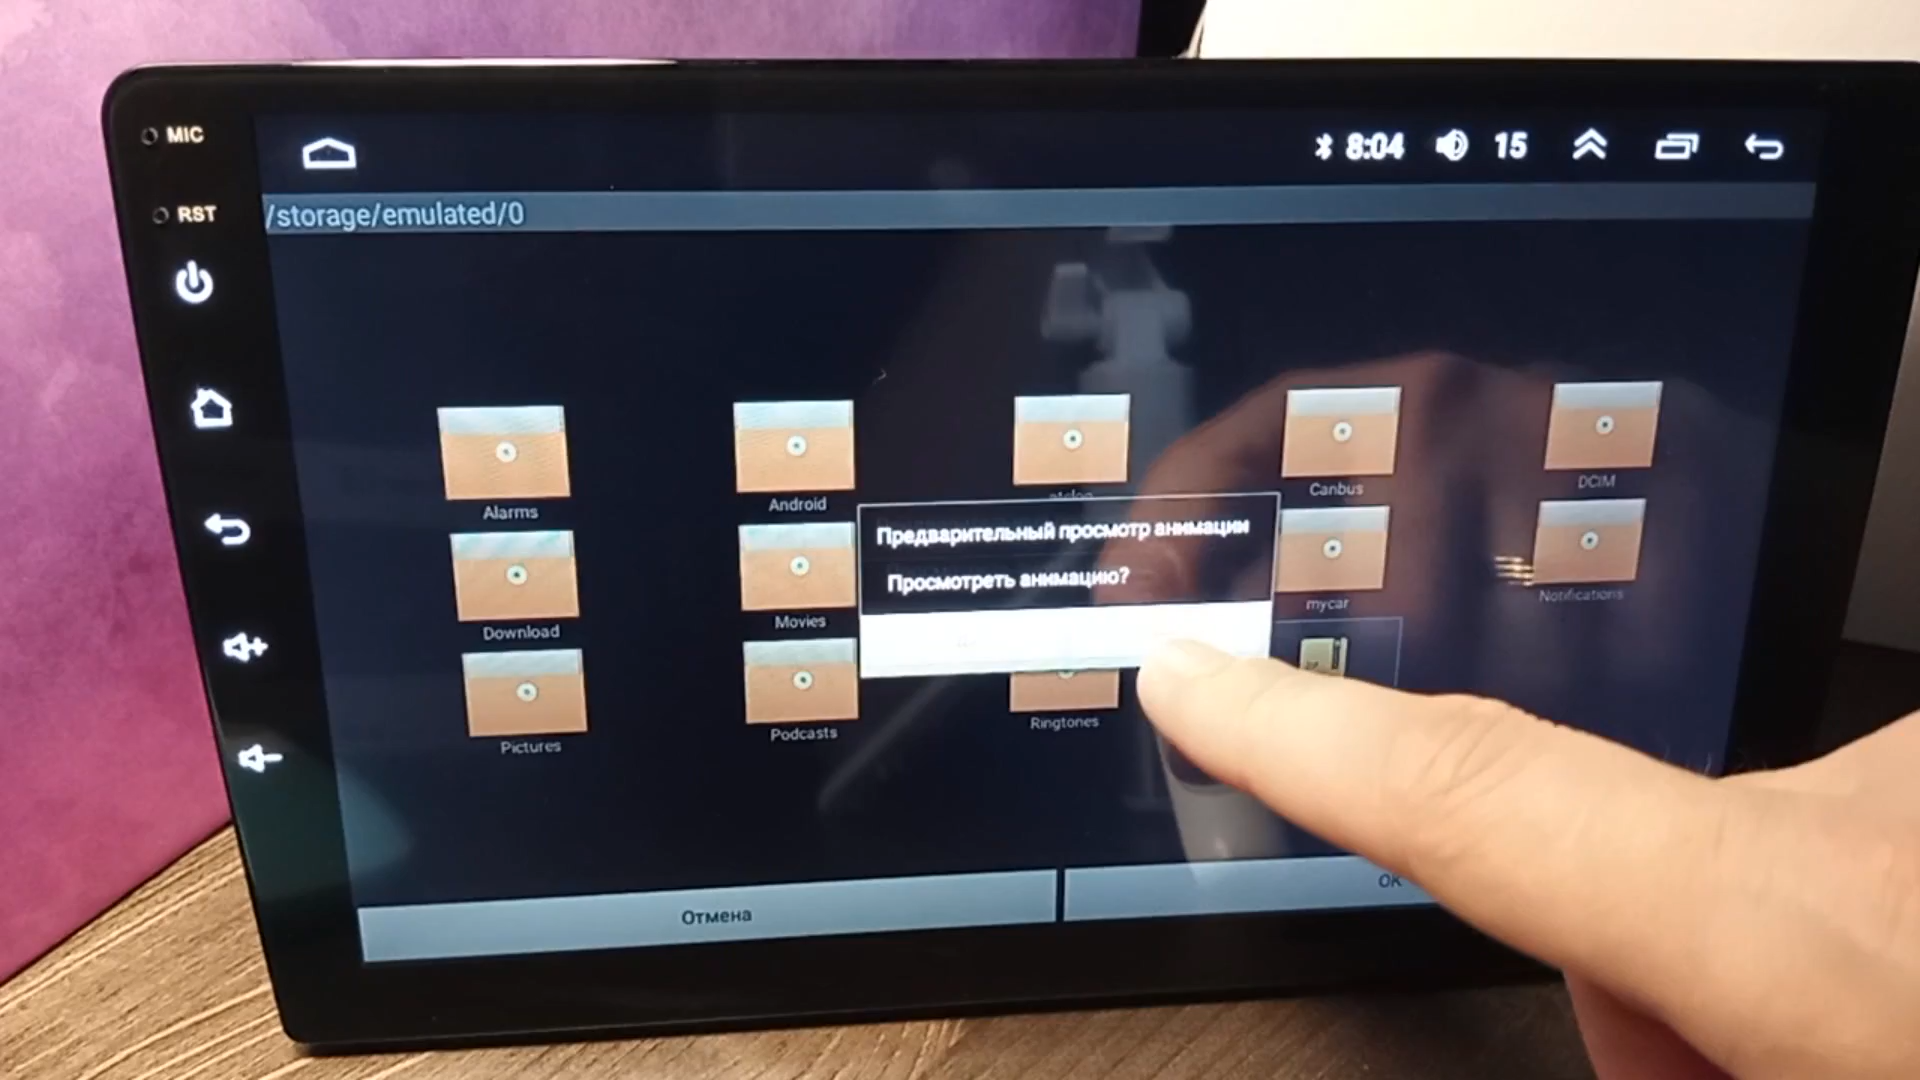 MIC
8:04
15
RST
/storage/emulated/0
Alarms
Android
Canbus
DCIM
Предварительный просмотр анимации
Просмотреть анимацию?
Download
Movies
mycar
Notifications
Pictures
Podcasts
Ringtones
Отмена
OK